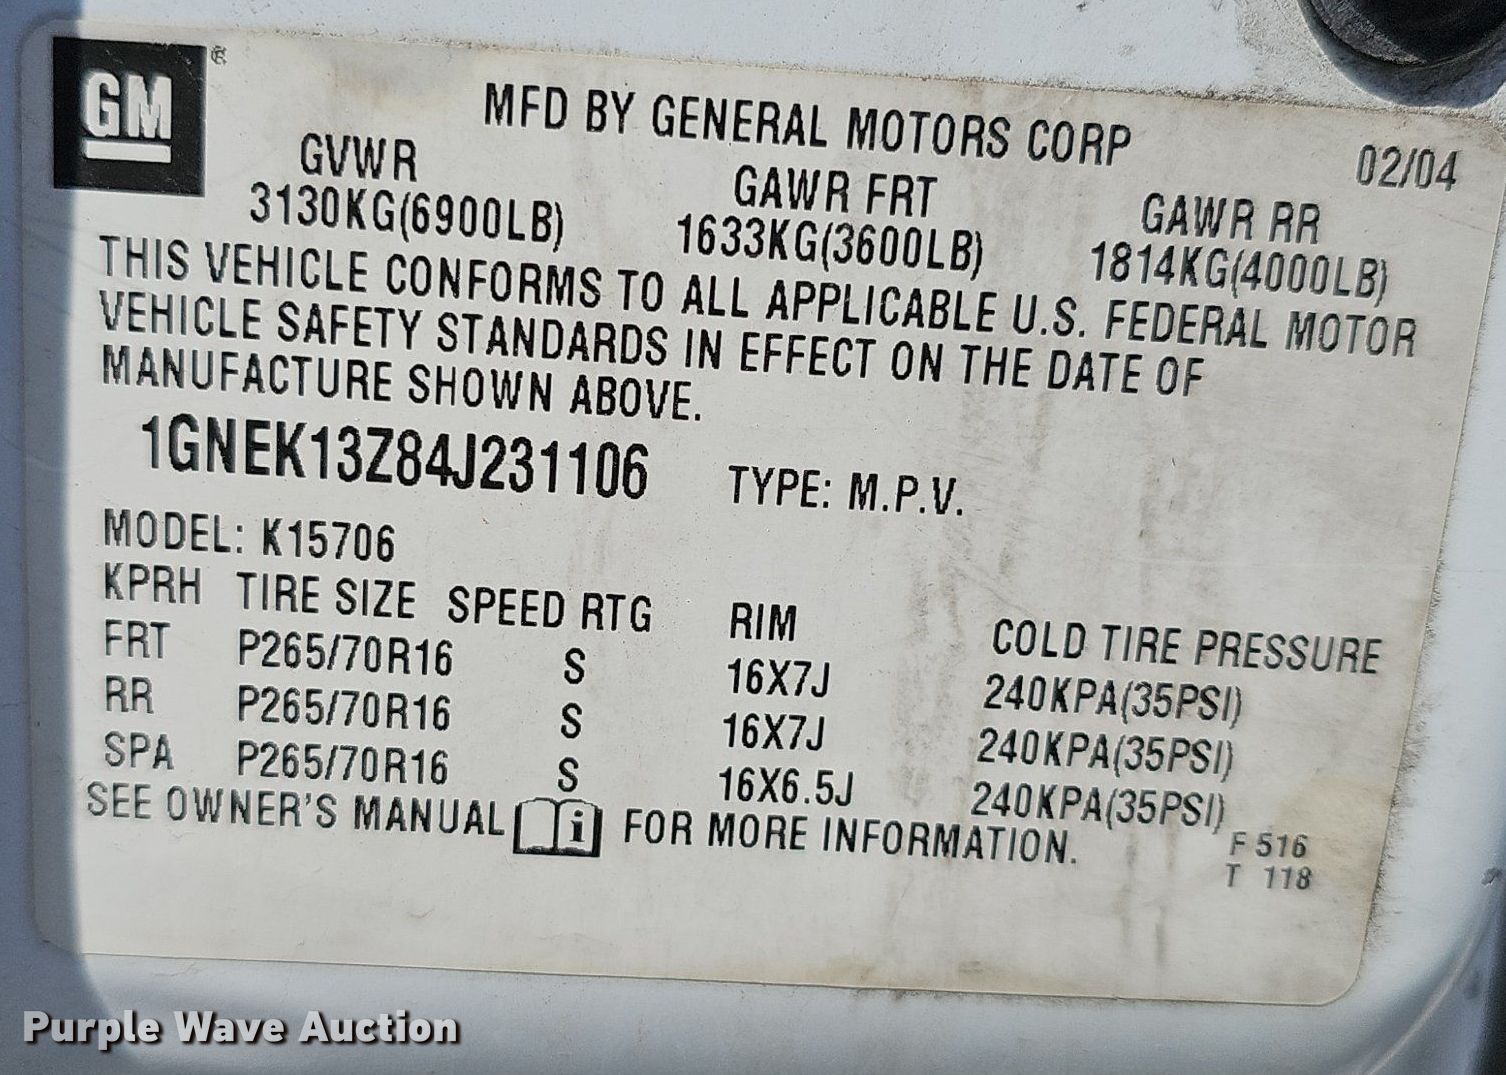 GM
MFD BY GENERAL MOTORS CORP
02/04
GVWR GAWR FRT GAWR RR
3130KG(6900LB) 1633KG(3600LB) 1814KG(4000LB)
THIS VEHICLE CONFORMS TO ALL APPLICABLE U.S. FEDERAL MOTOR
VEHICLE SAFETY STANDARDS IN EFFECT ON THE DATE OF
MANUFACTURE SHOWN ABOVE.
1GNEK13Z84J231106 TYPE: M.P.V.
MODEL: K15706
KPRH TIRE SIZE SPEED RTG RIM COLD TIRE PRESSURE
FRT P265/70R16 S 16X7J 240KPA(35PSI)
RR P265/70R16 S 16X7J 240KPA(35PSI)
SPA P265/70R16 S 16X6.5J 240KPA(35PSI)
SEE OWNER'S MANUAL i FOR MORE INFORMATION.
F 516
T 118
Purple Wave Auction